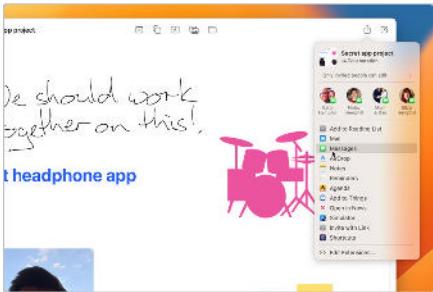 app project
We should work
together on this!
t headphone app
Secret app project
Only invited people can edit
Add to Reading List
Mail
Messages
AirDrop
Notes
Reminders
Agenda
Add to Things
Open in News
Simulator
Invite with Link
Shortcuts
Edit Extensions...